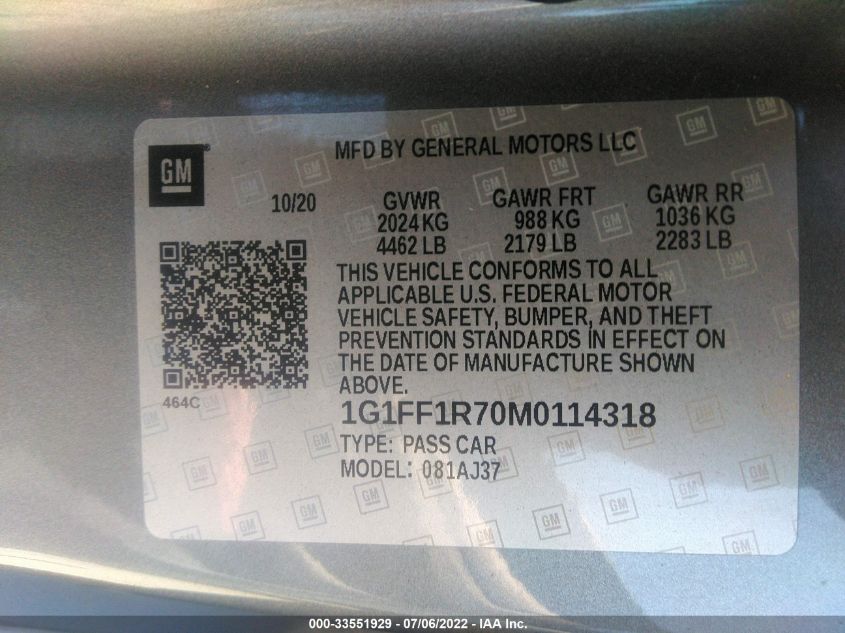 MFD BY GENERAL MOTORS LLC
GM
10/20
GVWR GAWR FRT GAWR RR
2024 KG 988 KG 1036 KG
4462 LB 2179 LB 2283 LB
THIS VEHICLE CONFORMS TO ALL
APPLICABLE U.S. FEDERAL MOTOR
VEHICLE SAFETY, BUMPER, AND THEFT
PREVENTION STANDARDS IN EFFECT ON
THE DATE OF MANUFACTURE SHOWN
ABOVE.
464C
1G1FF1R70M0114318
TYPE: PASS CAR
MODEL: 081AJ37
000-33551929 - 07/06/2022 - IAA Inc.